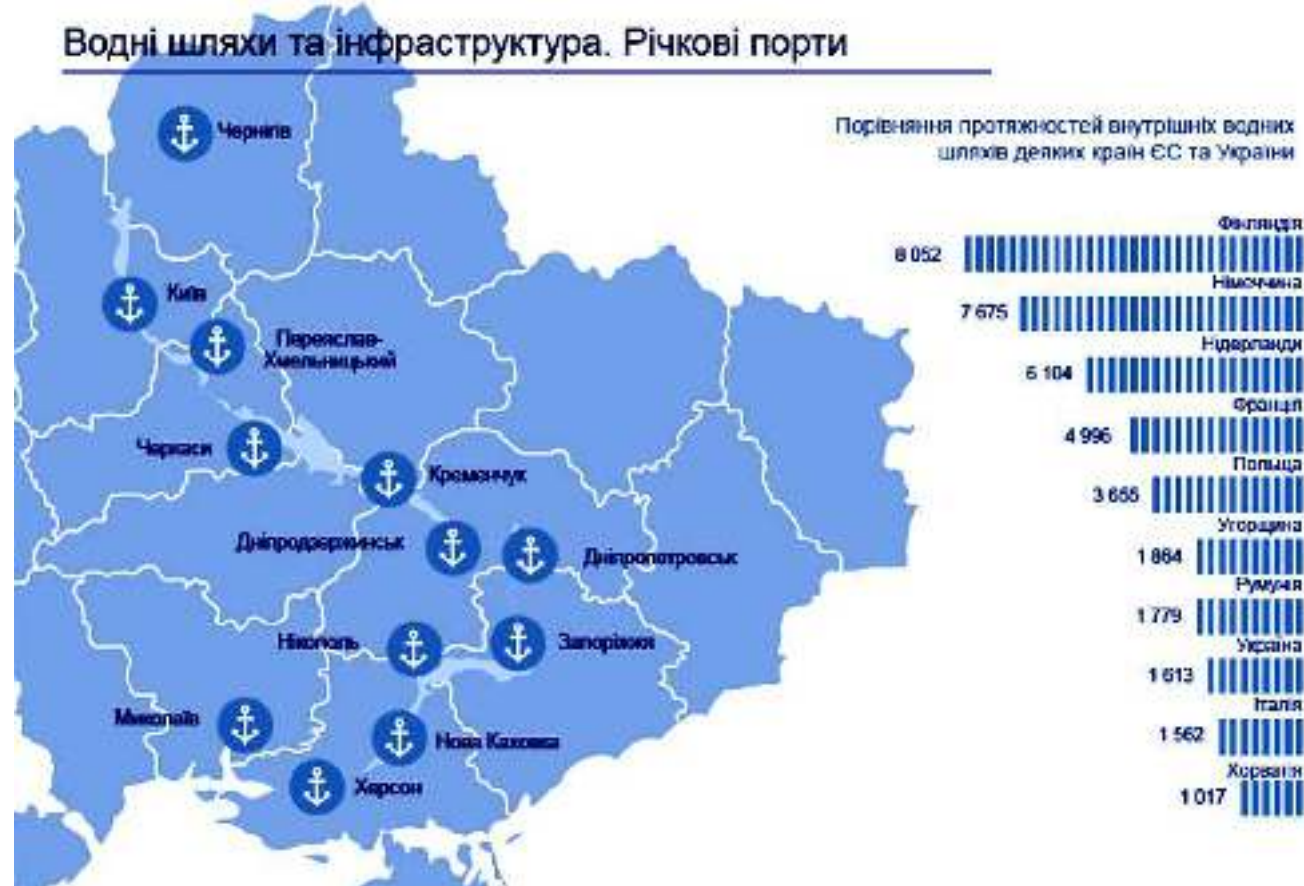 Водні шляхи та інфраструктура. Річкові порти
Порівняння протяжностей внутрішніх водних
шляхів деяких країн ЄС та України
Чернігів
Київ
Переяслав-
Хмельницький
Черкаси
Кременчук
Дніпродзержинськ
Дніпропетровськ
Нікополь
Запоріжжя
Миколаїв
Нова Каховка
Херсон
Фінляндія
8 052
Німеччина
7 675
Нідерланди
6 104
Франція
4 996
Польща
3 655
Угорщина
1 864
Румунія
1 779
Україна
1 613
Італія
1 562
Хорватія
1 017